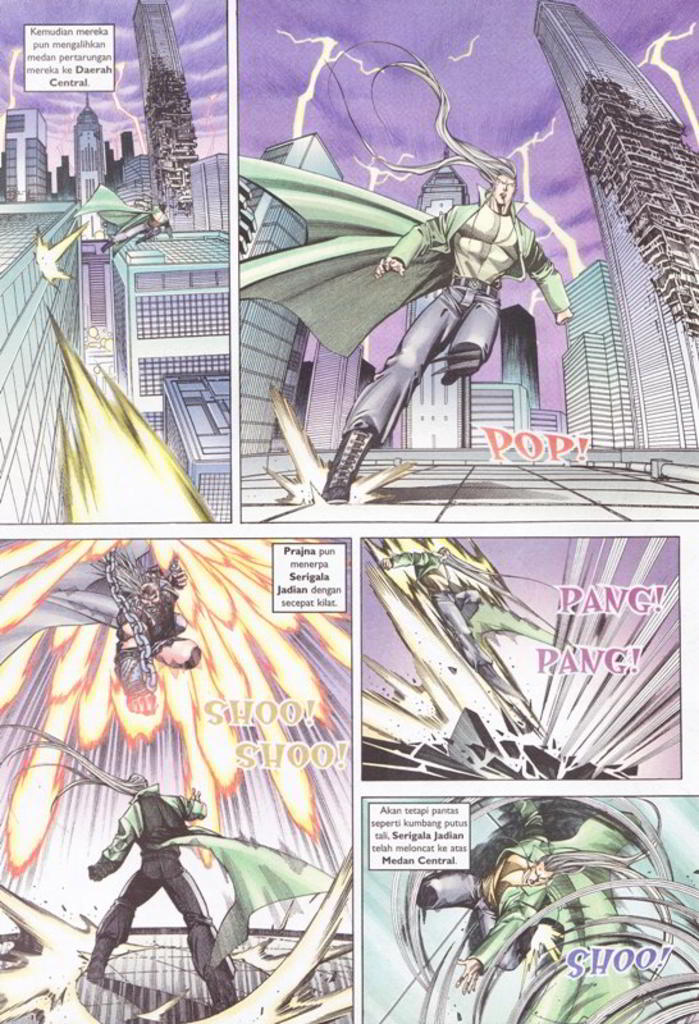 Kemudian mereka
pun mengalihkan
medan pertarungan
mereka ke Daerah
Central.
POP!
Prajna pun
menerpa
Serigala
Jadian dengan
secepat kilat.
SHOO!
SHOO!
PANG!
PANG!
Akan tetapi pantas
seperti kumbang putus
tali, Serigala Jadian
telah meloncat ke atas
Medan Central.
SHOO!